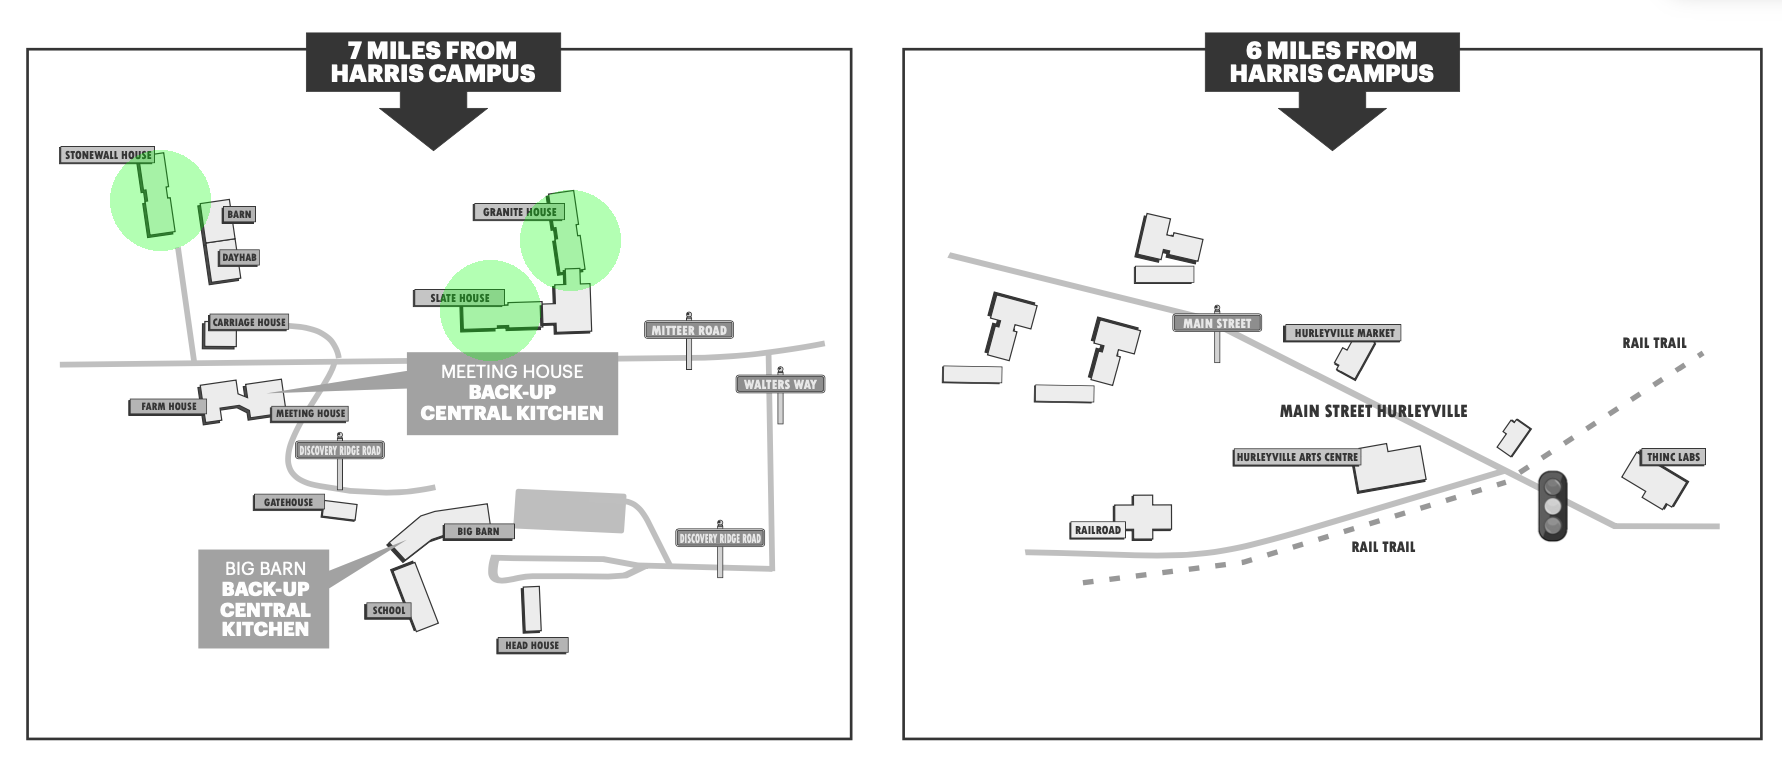 7 MILES FROM
HARRIS CAMPUS
STONEWALL HOUSE
BARN
DAYHAB
GRANITE HOUSE
SLATE HOUSE
CARRIAGE HOUSE
MITTEER ROAD
MEETING HOUSE
BACK-UP
CENTRAL KITCHEN
WALTERS WAY
FARM HOUSE
MEETING HOUSE
DISCOVERY RIDGE ROAD
GATEHOUSE
BIG BARN
DISCOVERY RIDGE ROAD
BIG BARN
BACK-UP
CENTRAL
KITCHEN
SCHOOL
HEAD HOUSE
6 MILES FROM
HARRIS CAMPUS
MAIN STREET
HURLEYVILLE MARKET
RAIL TRAIL
MAIN STREET HURLEYVILLE
HURLEYVILLE ARTS CENTRE
THINC LABS
RAILROAD
RAIL TRAIL